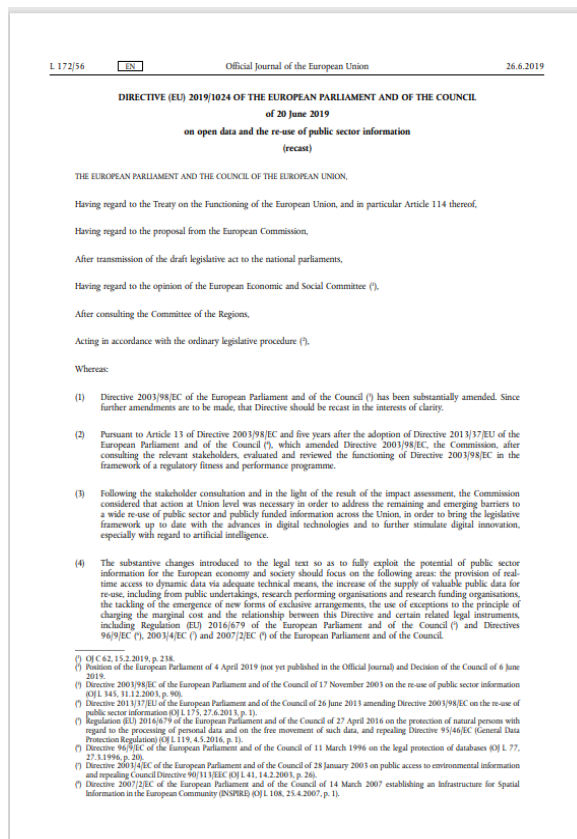 L 172/56 EN Official Journal of the European Union 26.6.2019
DIRECTIVE (EU) 2019/1024 OF THE EUROPEAN PARLIAMENT AND OF THE COUNCIL
of 20 June 2019
on open data and the re-use of public sector information
(recast)
THE EUROPEAN PARLIAMENT AND THE COUNCIL OF THE EUROPEAN UNION,
Having regard to the Treaty on the Functioning of the European Union, and in particular Article 114 thereof,
Having regard to the proposal from the European Commission,
After transmission of the draft legislative act to the national parliaments,
Having regard to the opinion of the European Economic and Social Committee (¹),
After consulting the Committee of the Regions,
Acting in accordance with the ordinary legislative procedure (²),
Whereas:
(1) Directive 2003/98/EC of the European Parliament and of the Council (³) has been substantially amended. Since
further amendments are to be made, that Directive should be recast in the interests of clarity.
(2) Pursuant to Article 13 of Directive 2003/98/EC and five years after the adoption of Directive 2013/37/EU of the
European Parliament and of the Council (⁴), which amended Directive 2003/98/EC, the Commission, after
consulting the relevant stakeholders, evaluated and reviewed the functioning of Directive 2003/98/EC in the
framework of a regulatory fitness and performance programme.
(3) Following the stakeholder consultation and in the light of the result of the impact assessment, the Commission
considered that action at Union level was necessary in order to address the remaining and emerging barriers to
a wide re-use of public sector and publicly funded information across the Union, in order to bring the legislative
framework up to date with the advances in digital technologies and to further stimulate digital innovation,
especially with regard to artificial intelligence.
(4) The substantive changes introduced to the legal text so as to fully exploit the potential of public sector
information for the European economy and society should focus on the following areas: the provision of real-
time access to dynamic data via adequate technical means, the increase of the supply of valuable public data for
re-use, including from public undertakings, research performing organisations and research funding organisations,
the tackling of the emergence of new forms of exclusive arrangements, the use of exceptions to the principle of
charging the marginal cost and the relationship between this Directive and certain related legal instruments,
including Regulation (EU) 2016/679 of the European Parliament and of the Council (⁵) and Directives
96/9/EC (⁶), 2003/4/EC (⁷) and 2007/2/EC (⁸) of the European Parliament and of the Council.
(¹) OJ C 62, 15.2.2019, p. 238.
(²) Position of the European Parliament of 4 April 2019 (not yet published in the Official Journal) and Decision of the Council of 6 June
2019.
(³) Directive 2003/98/EC of the European Parliament and of the Council of 17 November 2003 on the re-use of public sector information
(OJ L 345, 31.12.2003, p. 90).
(⁴) Directive 2013/37/EU of the European Parliament and of the Council of 26 June 2013 amending Directive 2003/98/EC on the re-use of
public sector information (OJ L 175, 27.6.2013, p. 1).
(⁵) Regulation (EU) 2016/679 of the European Parliament and of the Council of 27 April 2016 on the protection of natural persons with
regard to the processing of personal data and on the free movement of such data, and repealing Directive 95/46/EC (General Data
Protection Regulation) (OJ L 119, 4.5.2016, p. 1).
(⁶) Directive 96/9/EC of the European Parliament and of the Council of 11 March 1996 on the legal protection of databases (OJ L 77,
27.3.1996, p. 20).
(⁷) Directive 2003/4/EC of the European Parliament and of the Council of 28 January 2003 on public access to environmental information
and repealing Council Directive 90/313/EEC (OJ L 41, 14.2.2003, p. 26).
(⁸) Directive 2007/2/EC of the European Parliament and of the Council of 14 March 2007 establishing an Infrastructure for Spatial
Information in the European Community (INSPIRE) (OJ L 108, 25.4.2007, p. 1).